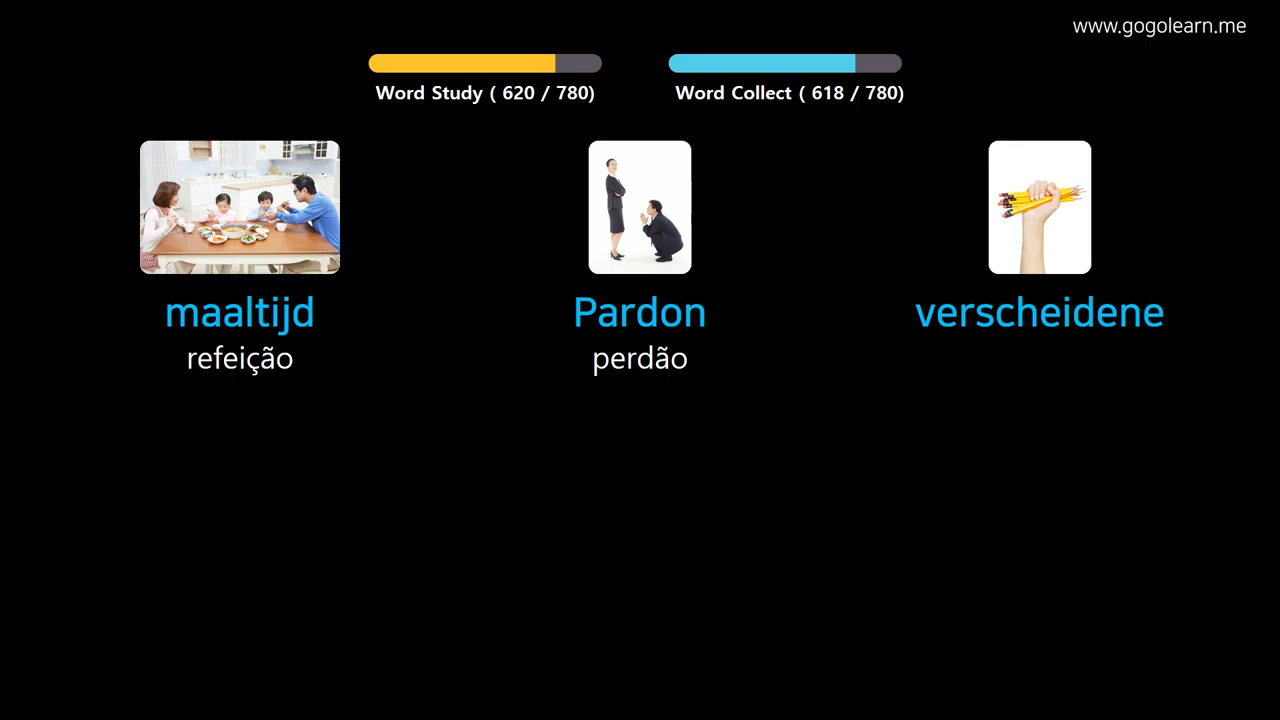 www.gogolearn.me
Word Study ( 620 / 780)
Word Collect ( 618 / 780)
maaltijd
Pardon
verscheidene
refeição
perdão